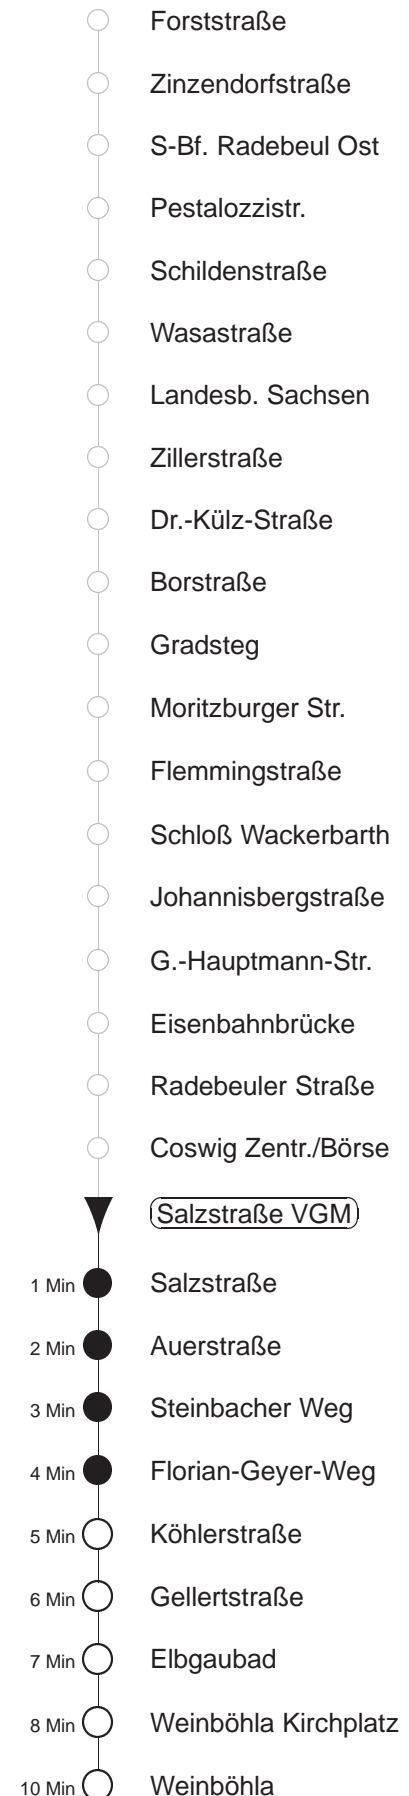 Forststraße
Zinzendorfstraße
S-Bf. Radebeul Ost
Pestalozzistr.
Schildenstraße
Wasastraße
Landesb. Sachsen
Zillerstraße
Dr.-Külz-Straße
Borstraße
Gradsteg
Moritzburger Str.
Flemmingstraße
Schloß Wackerbarth
Johannisbergstraße
G.-Hauptmann-Str.
Eisenbahnbrücke
Radebeuler Straße
Coswig Zentr./Börse
Salzstraße VGM
1 Min Salzstraße
2 Min Auerstraße
3 Min Steinbacher Weg
4 Min Florian-Geyer-Weg
5 Min Köhlerstraße
6 Min Gellertstraße
7 Min Elbgaubad
8 Min Weinböhla Kirchplatz
10 Min Weinböhla